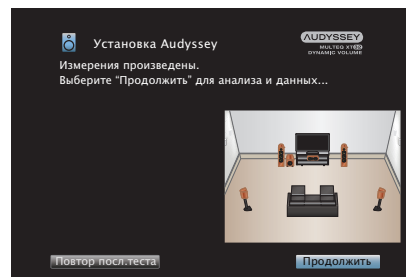 Установка Audyssey
AUDYSSEY
MULTEQ XT32
DYNAMIC VOLUME
Измерения произведены.
Выберите “Продолжить” для анализа и данных...
Повтор посл.теста
Продолжить